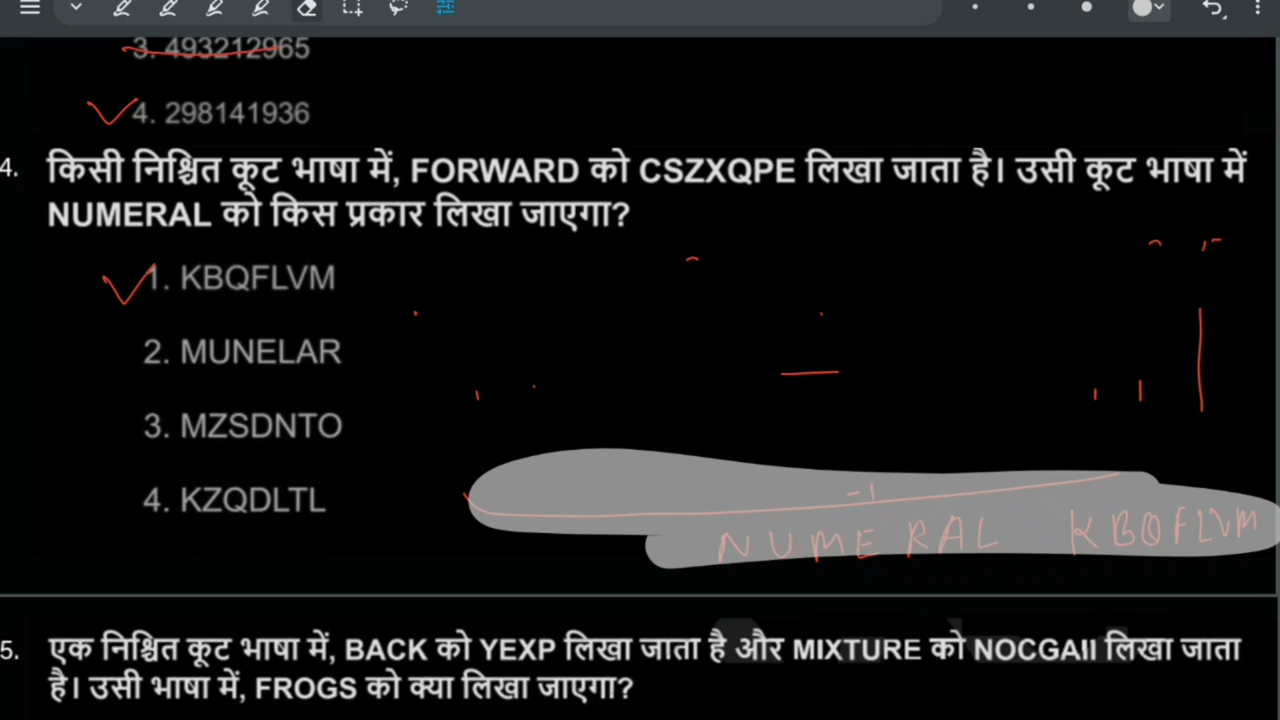 3. 493212965
4. 298141936
4. किसी निश्चित कूट भाषा में, FORWARD को CSZXQPE लिखा जाता है। उसी कूट भाषा में
NUMERAL को किस प्रकार लिखा जाएगा?
1. KBQFLVM
2. MUNELAR
3. MZSDNTO
4. KZQDLTL
-1
NUMERAL KBQFLVM
5. एक निश्चित कूट भाषा में, BACK को YEXP लिखा जाता है और MIXTURE को NOCGAII लिखा जाता
है। उसी भाषा में, FROGS को क्या लिखा जाएगा?